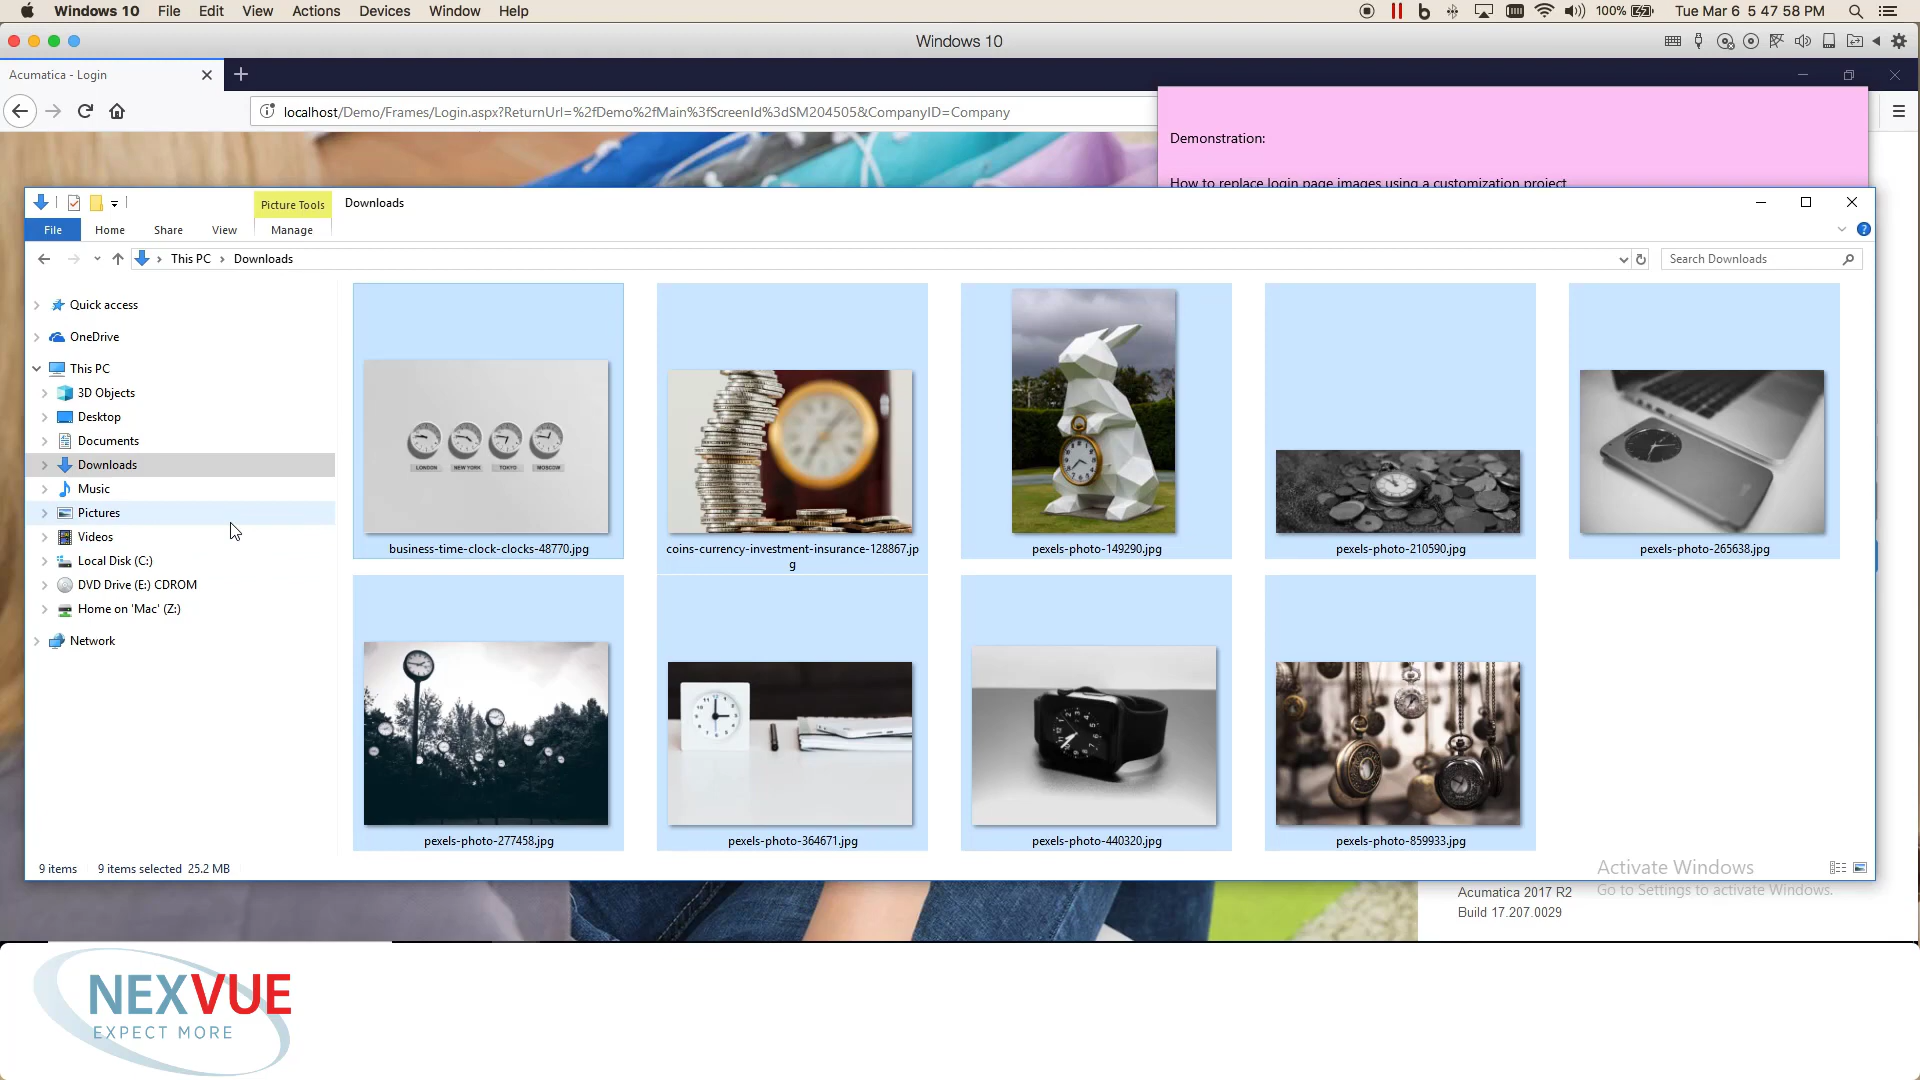 Windows 10 File Edit View Actions Devices Window Help
100% Tue Mar 6 5 47 58 PM
Windows 10
Acumatica - Login
localhost/Demo/Frames/Login.aspx?ReturnUrl=%2fDemo%2fMain%3fScreenId%3dSM204505&CompanyID=Company
Demonstration:
How to replace login page images using a customization project
Picture Tools Downloads
File Home Share View Manage
This PC Downloads
Search Downloads
Quick access
OneDrive
This PC
3D Objects
Desktop
Documents
Downloads
Music
Pictures
Videos
Local Disk (C:)
DVD Drive (E:) CDROM
Home on 'Mac' (Z:)
Network
LONDON NEW YORK TOKYO MOSCOW
business-time-clock-clocks-48770.jpg
coins-currency-investment-insurance-128867.jp
g
pexels-photo-149290.jpg
pexels-photo-210590.jpg
pexels-photo-265638.jpg
pexels-photo-277458.jpg
pexels-photo-364671.jpg
pexels-photo-440320.jpg
pexels-photo-859933.jpg
9 items 9 items selected 25.2 MB
Activate Windows
Go to Settings to activate Windows.
Acumatica 2017 R2
Build 17.207.0029
NEXVUE
EXPECT MORE